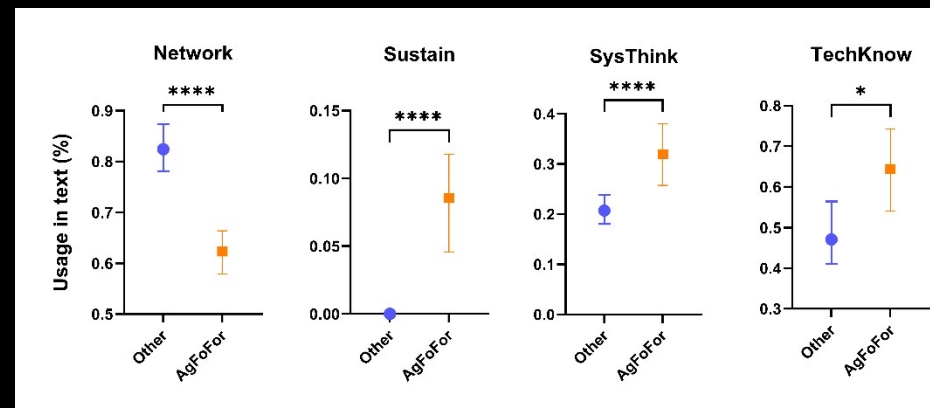 Network
Sustain
SysThink
TechKnow
****
****
****
*
Usage in text (%)
0.9
0.8
0.7
0.6
0.5
Other
AgFoFor
0.15
0.10
0.05
0.00
Other
AgFoFor
0.4
0.3
0.2
0.1
0.0
Other
AgFoFor
0.8
0.7
0.6
0.5
0.4
0.3
Other
AgFoFor